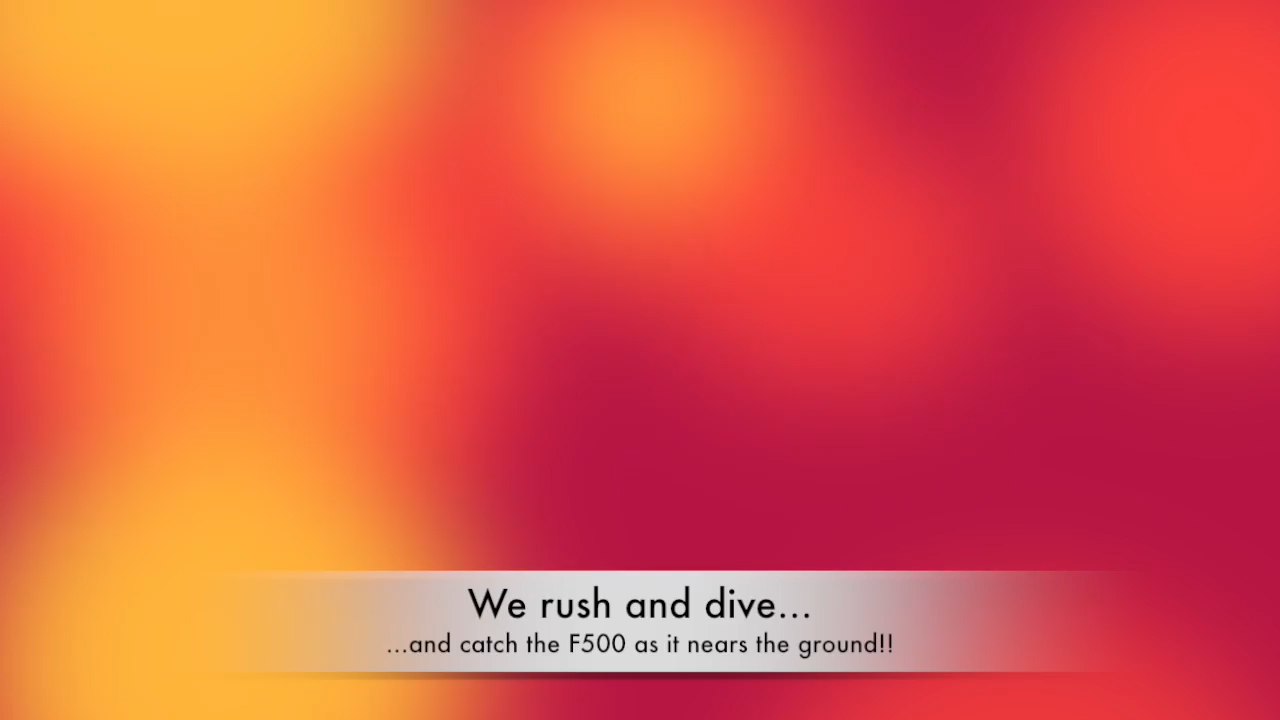 We rush and dive...
...and catch the F500 as it nears the ground!!